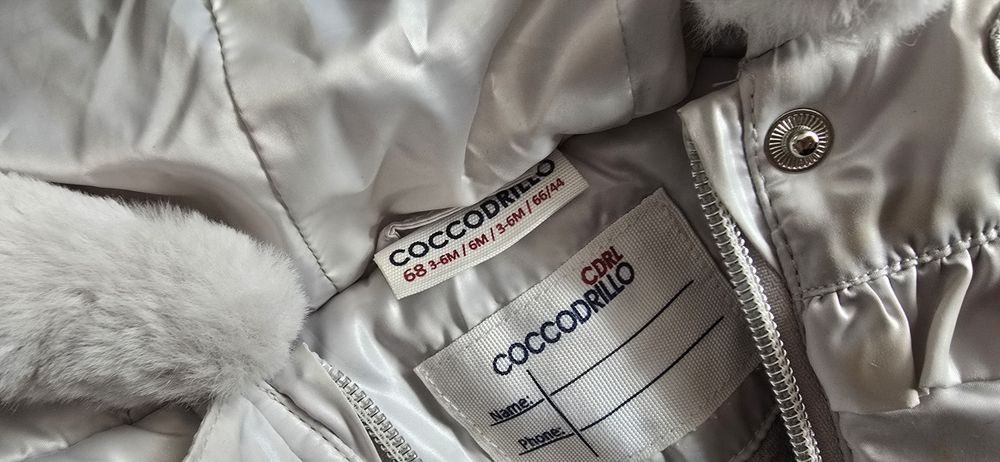 COCCODRILLO
68 3-6M / 6M / 3-6M / 66/44
CDRL
COCCODRILLO
Name:
Phone: